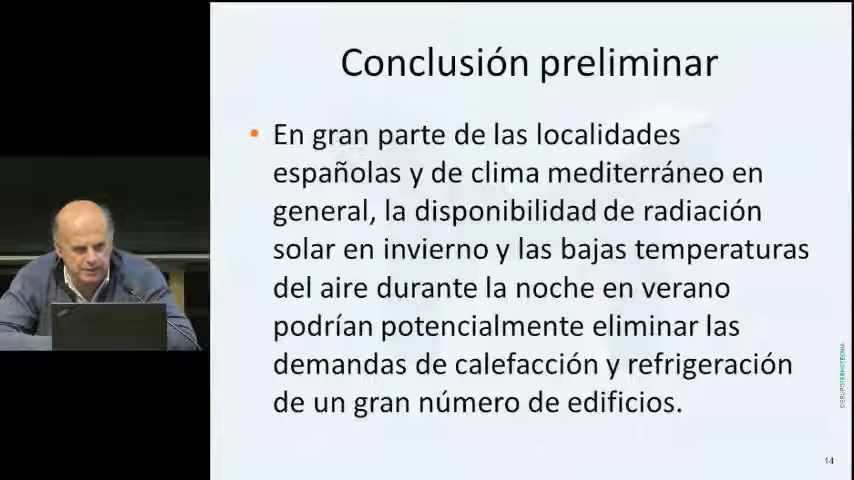 Conclusión preliminar
• En gran parte de las localidades
españolas y de clima mediterráneo en
general, la disponibilidad de radiación
solar en invierno y las bajas temperaturas
del aire durante la noche en verano
podrían potencialmente eliminar las
demandas de calefacción y refrigeración
de un gran número de edificios.
©GRUPOTERMOTECNIA
14